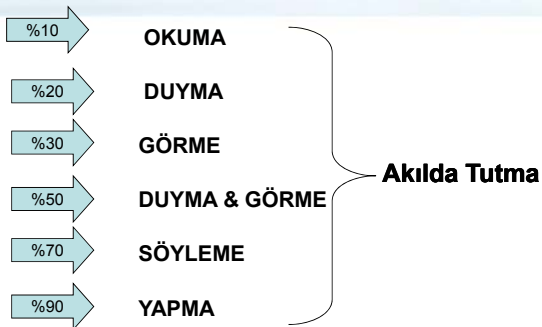 %10 OKUMA
%20 DUYMA
%30 GÖRME
%50 DUYMA & GÖRME
%70 SÖYLEME
%90 YAPMA
Akılda Tutma